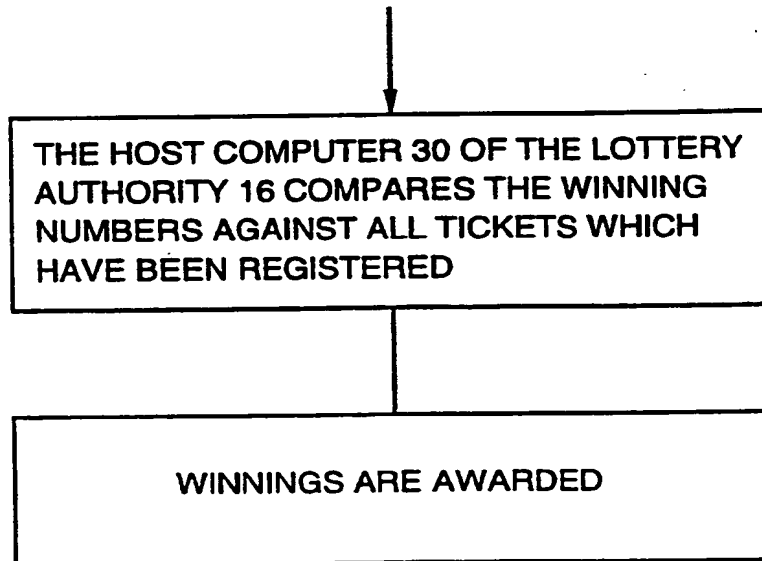 THE HOST COMPUTER 30 OF THE LOTTERY
AUTHORITY 16 COMPARES THE WINNING
NUMBERS AGAINST ALL TICKETS WHICH
HAVE BEEN REGISTERED
WINNINGS ARE AWARDED